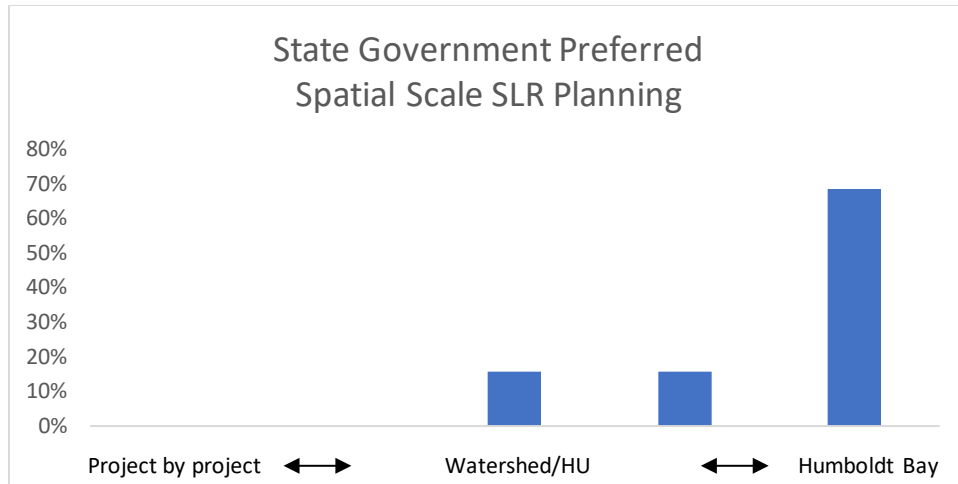 State Government Preferred
Spatial Scale SLR Planning
80%
70%
60%
50%
40%
30%
20%
10%
0%
Project by project
Watershed/HU
Humboldt Bay